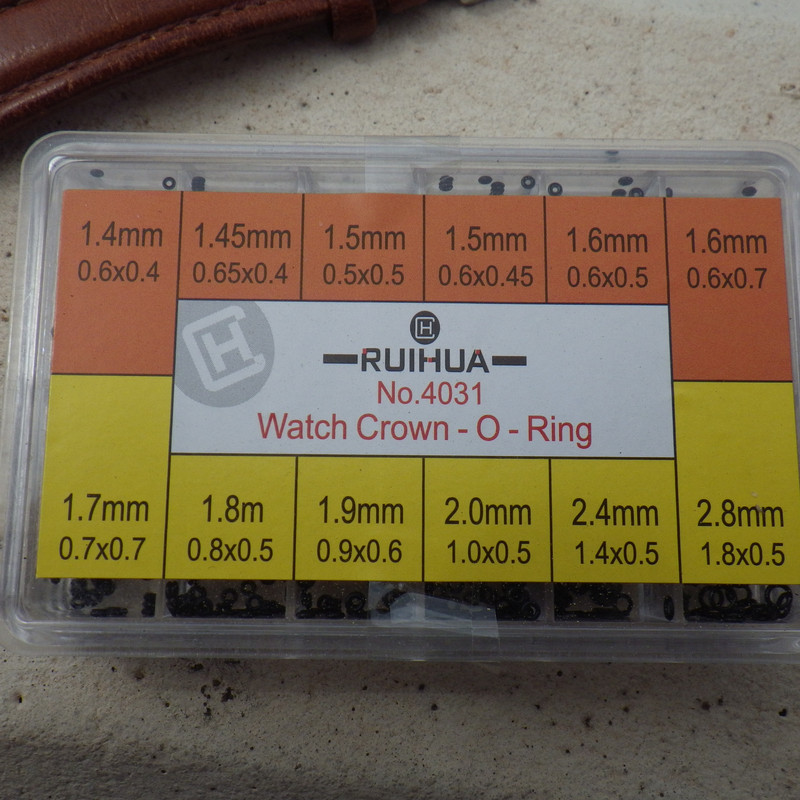 1.4mm 1.45mm 1.5mm 1.5mm 1.6mm 1.6mm
0.6x0.4 0.65x0.4 0.5x0.5 0.6x0.45 0.6x0.5 0.6x0.7
RUIHUA
No.4031
Watch Crown - O - Ring
1.7mm 1.8m 1.9mm 2.0mm 2.4mm 2.8mm
0.7x0.7 0.8x0.5 0.9x0.6 1.0x0.5 1.4x0.5 1.8x0.5